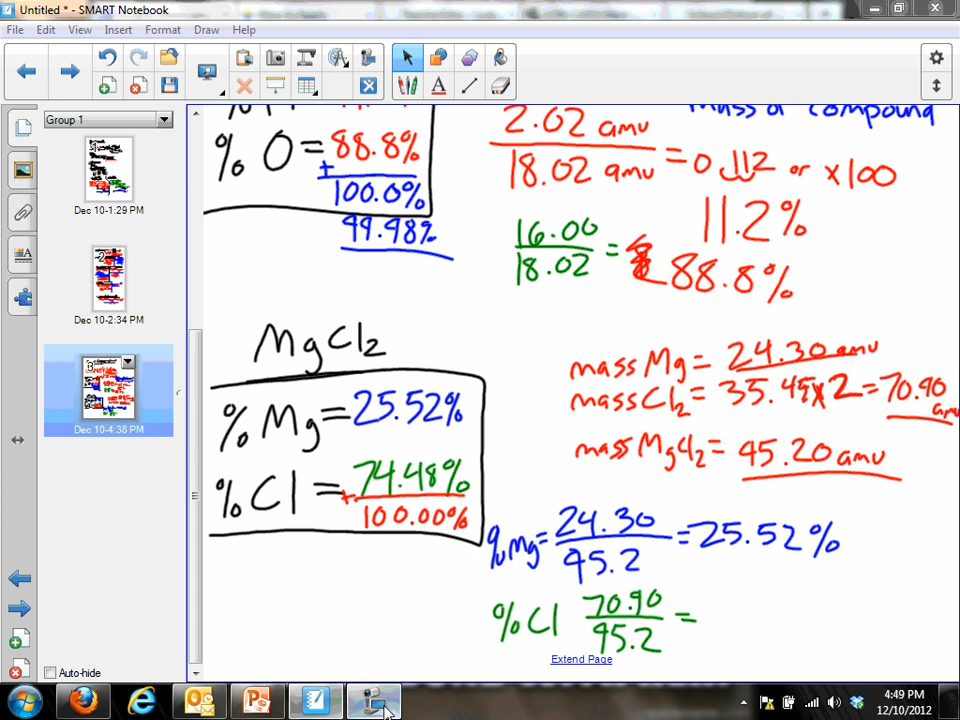 Untitled * - SMART Notebook
File Edit View Insert Format Draw Help
Group 1
Dec 10-1:29 PM
Dec 10-2:34 PM
Dec 10-4:38 PM
Auto-hide
% O = 88.8%
+
100.0%
99.98%
Mass of compound
2.02 amu
18.02 amu
= 0.112 or x100
11.2%
16.00
18.02
= 88.8%
MgCl2
% Mg = 25.52%
% Cl = 74.48%
+
100.00%
mass Mg = 24.30 amu
mass Cl2 = 35.45 x 2 = 70.90 amu
mass MgCl2 = 95.20 amu
% Mg = 24.30
95.2
= 25.52 %
% Cl 70.90
95.2
=
Extend Page
4:49 PM
12/10/2012